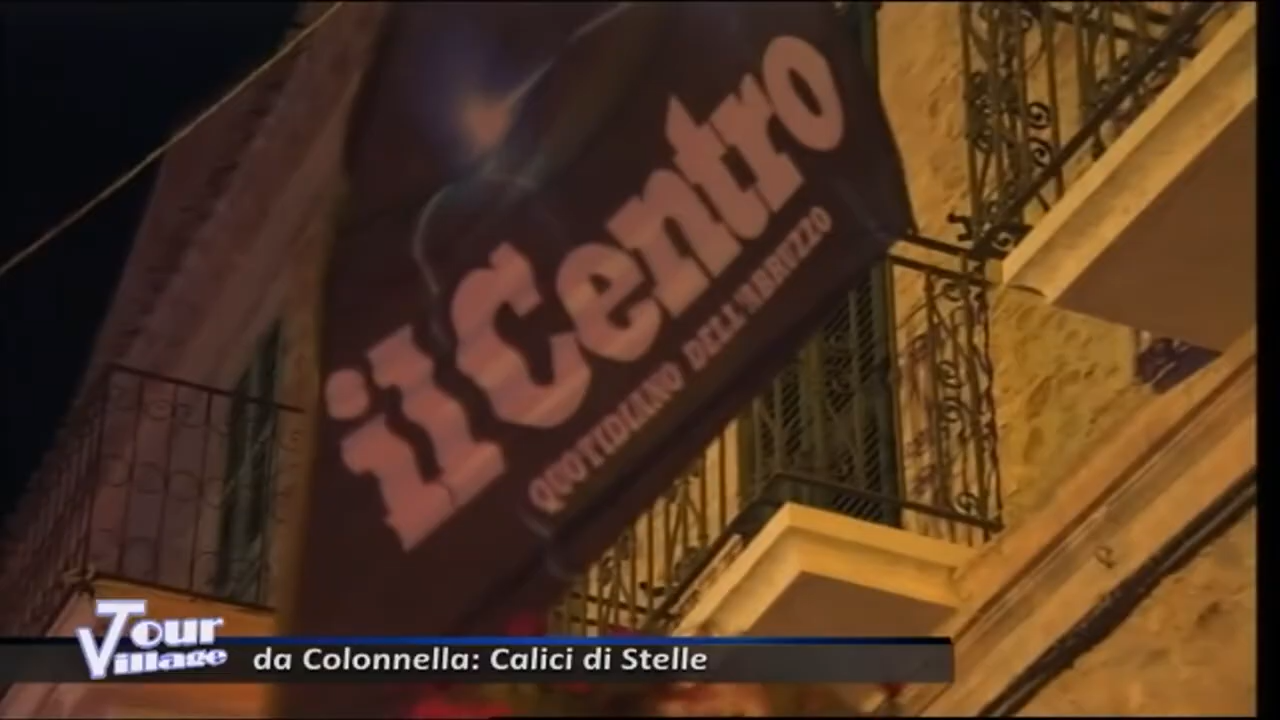 il Centro
QUOTIDIANO DELL'ABRUZZO
Tour
Village
da Colonnella: Calici di Stelle